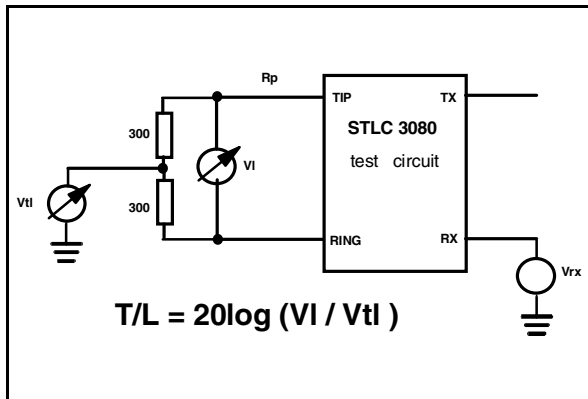 Rp
TIP
TX
300
STLC 3080
test circuit
Vl
Vtl
300
RING
RX
Vrx
T/L = 20log (Vl / Vtl )